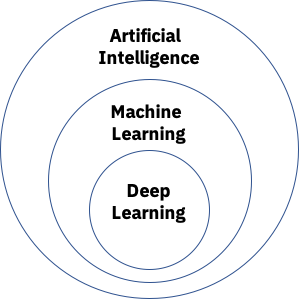 Artificial
Intelligence
Machine
Learning
Deep
Learning